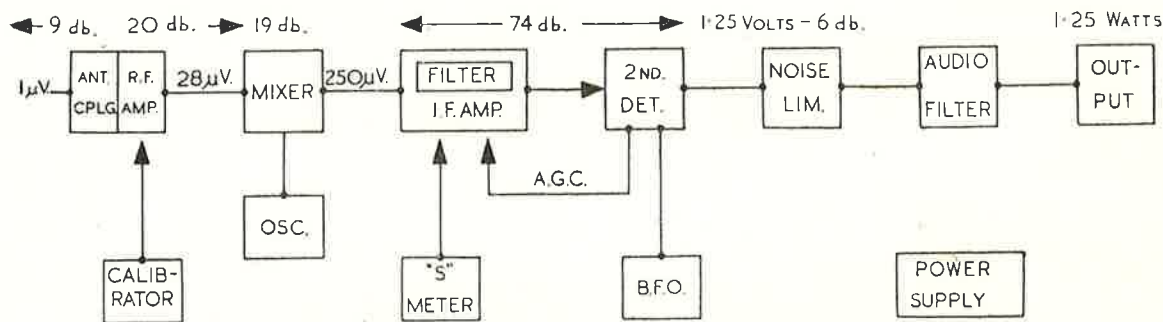 9 db. 20 db. 19 db. 74 db. 1·25 VOLTS – 6 db. 1·25 WATTS
1μV.
ANT.
CPLG.
R.F.
AMP.
28μV.
MIXER
250μV.
FILTER
I.F. AMP.
2ND.
DET.
NOISE
LIM.
AUDIO
FILTER
OUT-
PUT
A.G.C.
OSC.
CALIB-
RATOR
"S"
METER
B.F.O.
POWER
SUPPLY